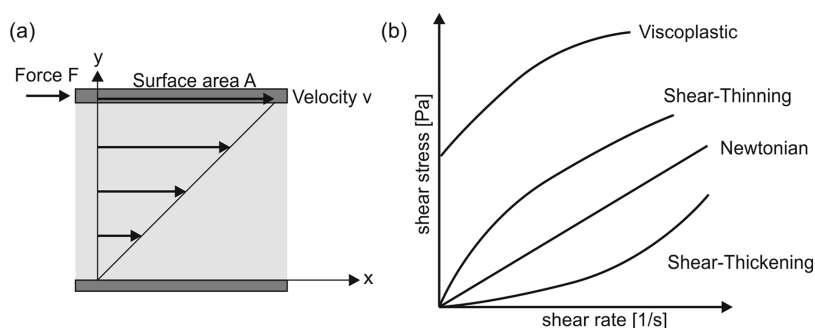 (a)
y
Force F
Surface area A
Velocity v
x
(b)
shear stress [Pa]
Viscoplastic
Shear-Thinning
Newtonian
Shear-Thickening
shear rate [1/s]